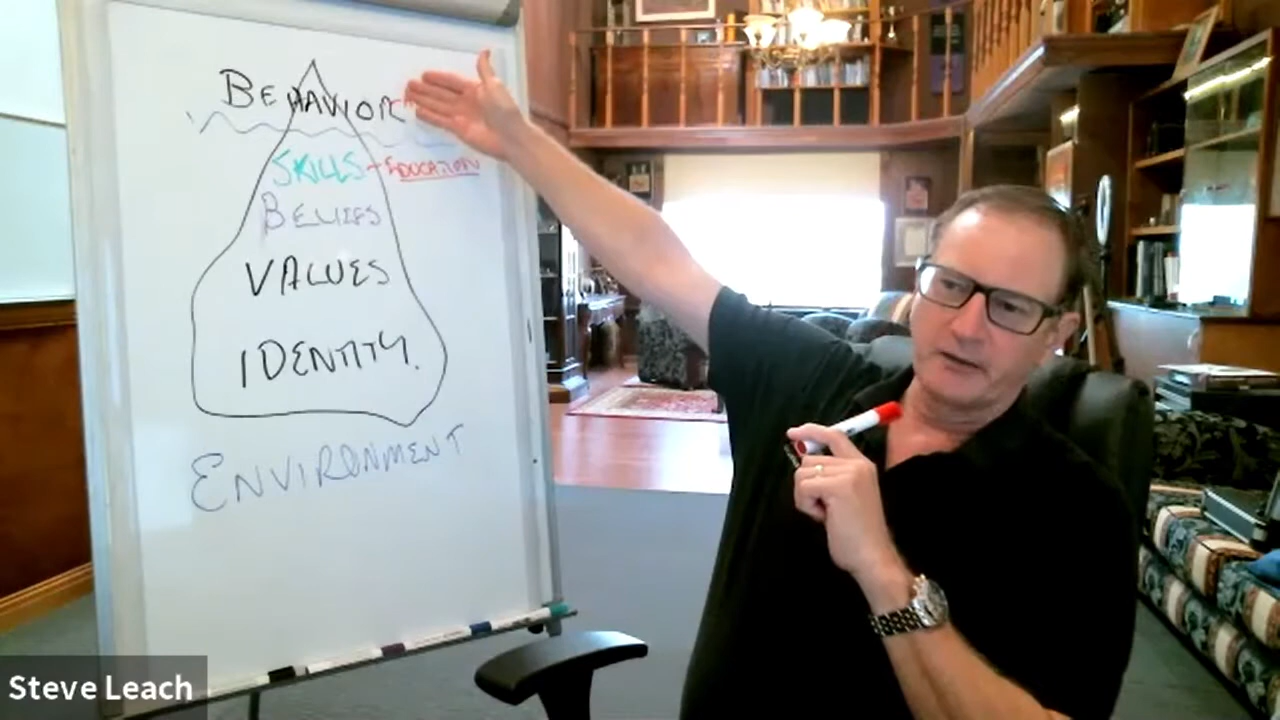 BEHAVIOR
SKILLS - EDUCATION
BELIEFS
VALUES
IDENTITY.
ENVIRONMENT
Steve Leach